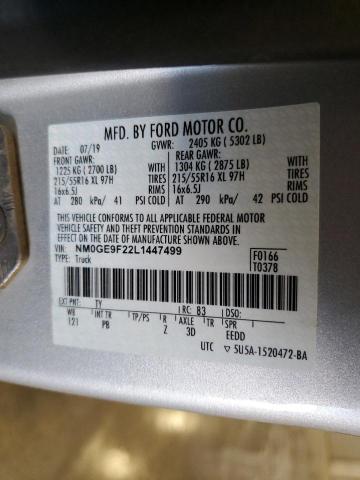 MFD. BY FORD MOTOR CO.
DATE: 07/19 GVWR: 2405 KG ( 5302 LB)
FRONT GAWR: REAR GAWR:
1225 KG ( 2700 LB) 1304 KG ( 2875 LB)
215/55R16 XL 97H TIRES 215/55R16 XL 97H TIRES
16x6.5J RIMS 16x6.5J RIMS
AT 280 kPa/ 41 PSI COLD AT 290 kPa/ 42 PSI COLD
THIS VEHICLE CONFORMS TO ALL APPLICABLE FEDERAL MOTOR
VEHICLE SAFETY AND THEFT PREVENTION STANDARDS IN
EFFECT ON THE DATE OF MANUFACTURE SHOWN ABOVE.
VIN: NM0GE9F22L1447499 F0166
TYPE: Truck T0378
EXT PNT: TY RC: B3 DSO:
WB INT TR TP/PS R AXLE TR SPR
121 PB Z 3D EEDD
UTC ▽ 5U5A-1520472-BA